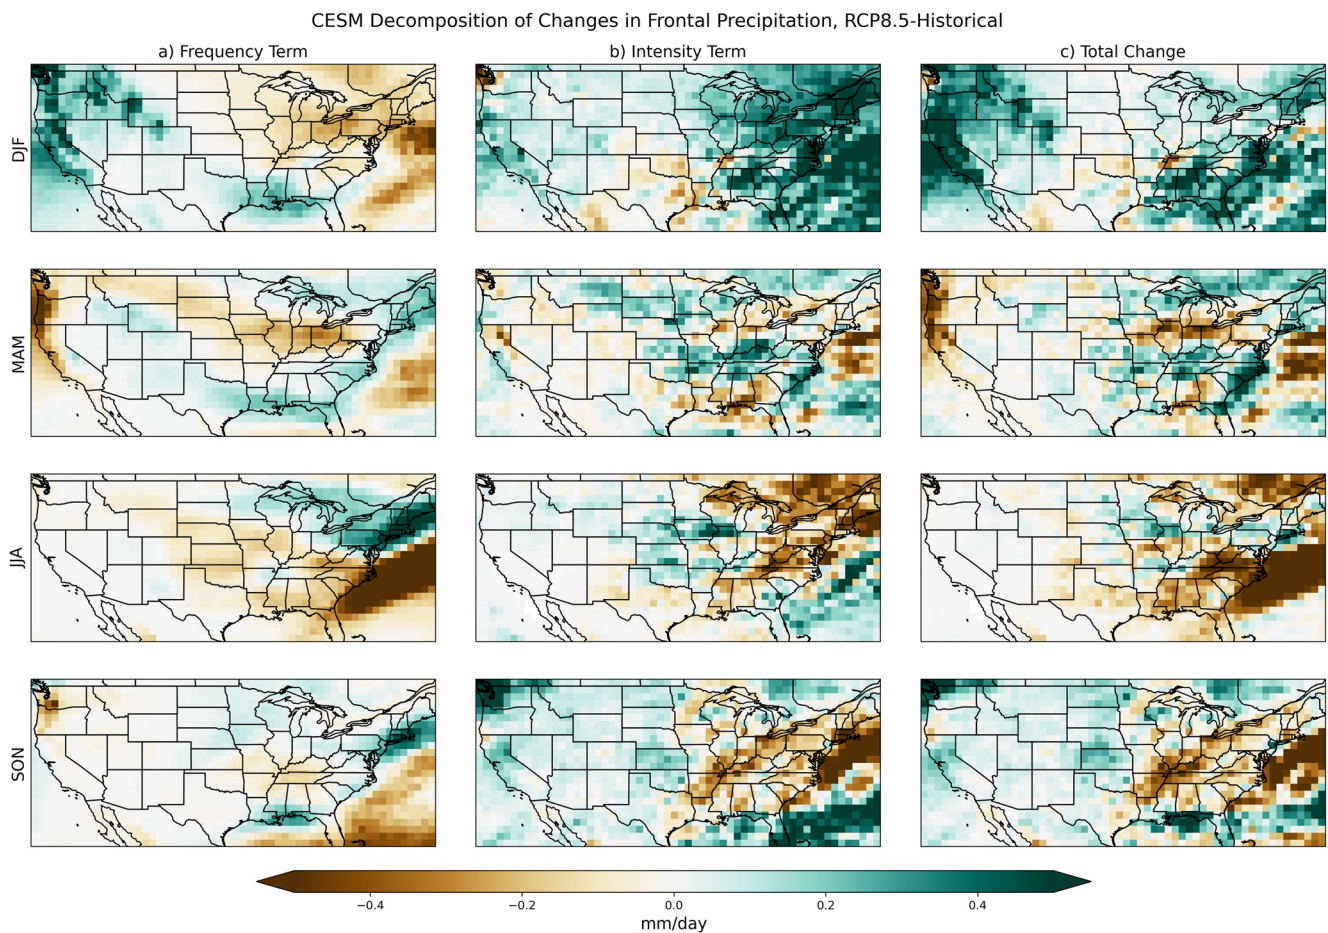 CESM Decomposition of Changes in Frontal Precipitation, RCP8.5-Historical
a) Frequency Term
b) Intensity Term
c) Total Change
DJF
MAM
JJA
SON
−0.4
−0.2
0.0
0.2
0.4
mm/day